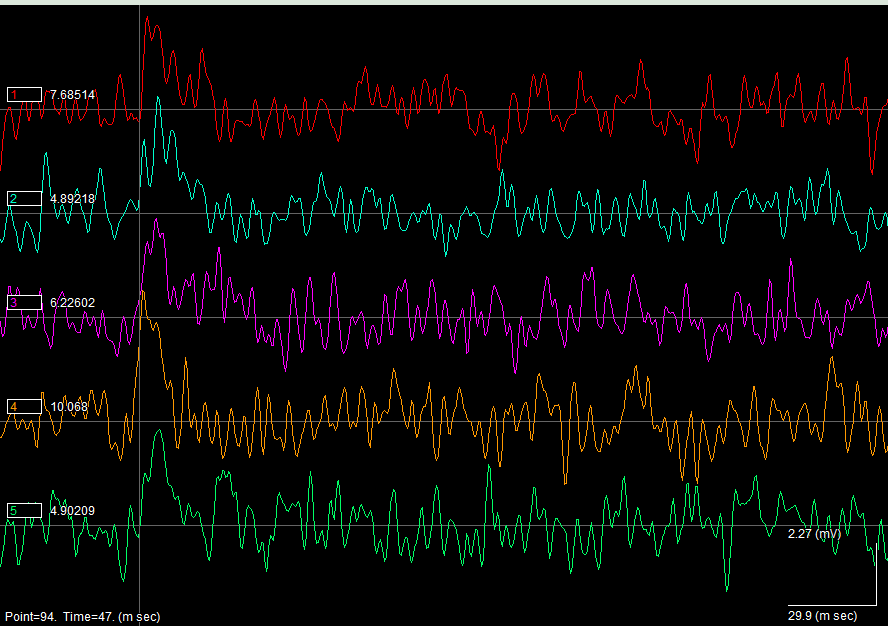 1 7.68514
2 4.89218
3 6.22602
4 10.068
5 4.90209
2.27 (mV)
Point=94. Time=47. (m sec)
29.9 (m sec)